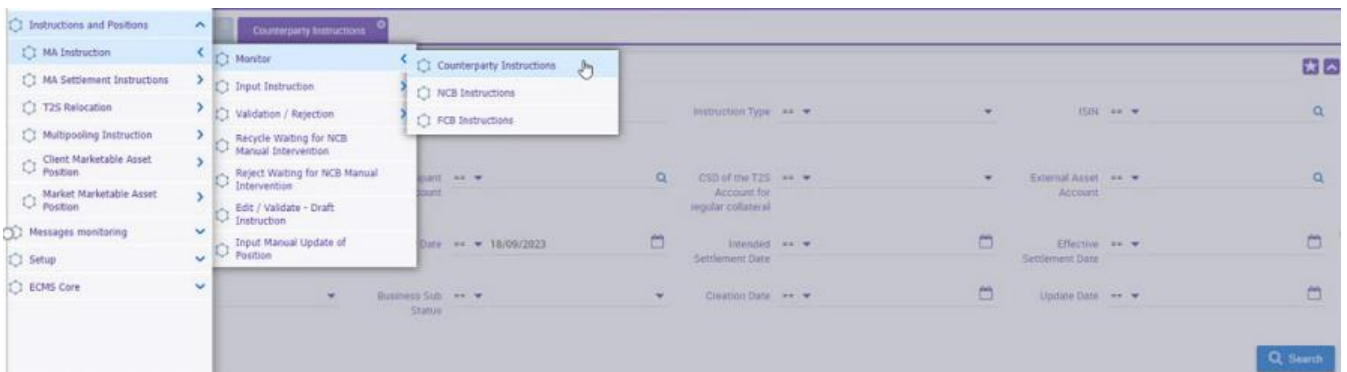 Instructions and Positions
MA Instruction
MA Settlement Instructions
T2S Relocation
Multipooling Instruction
Client Marketable Asset
Position
Market Marketable Asset
Position
Messages monitoring
Setup
ECMS Core
Counterparty Instructions
Monitor
Input Instruction
Validation / Rejection
Recycle Waiting for NCB
Manual Intervention
Reject Waiting for NCB Manual
Intervention
Edit / Validate - Draft
Instruction
Input Manual Update of
Position
Counterparty Instructions
NCB Instructions
FCB Instructions
Instruction Type ==
ISIN ==
==
CSD of the T2S ==
Account for
regular collateral
External Asset ==
Account
Date == 18/09/2023
Intended ==
Settlement Date
Effective ==
Settlement Date
Business Sub ==
Status
Creation Date ==
Update Date ==
Search